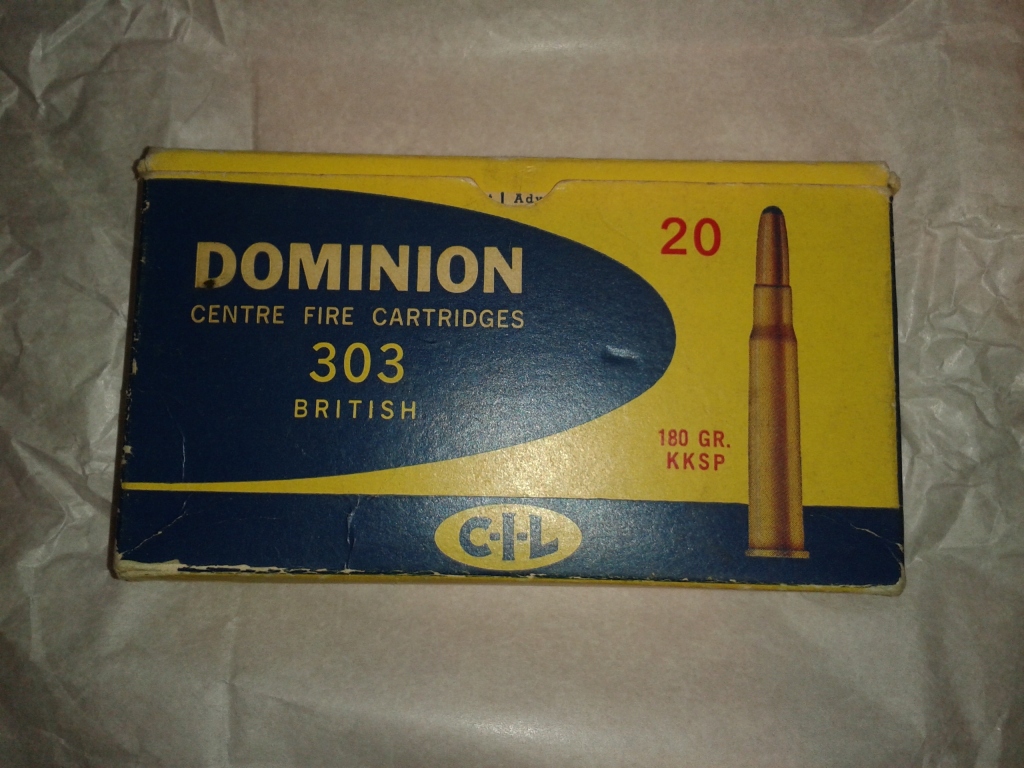 DOMINION
CENTRE FIRE CARTRIDGES
303
BRITISH
20
180 GR.
KKSP
C-I-L